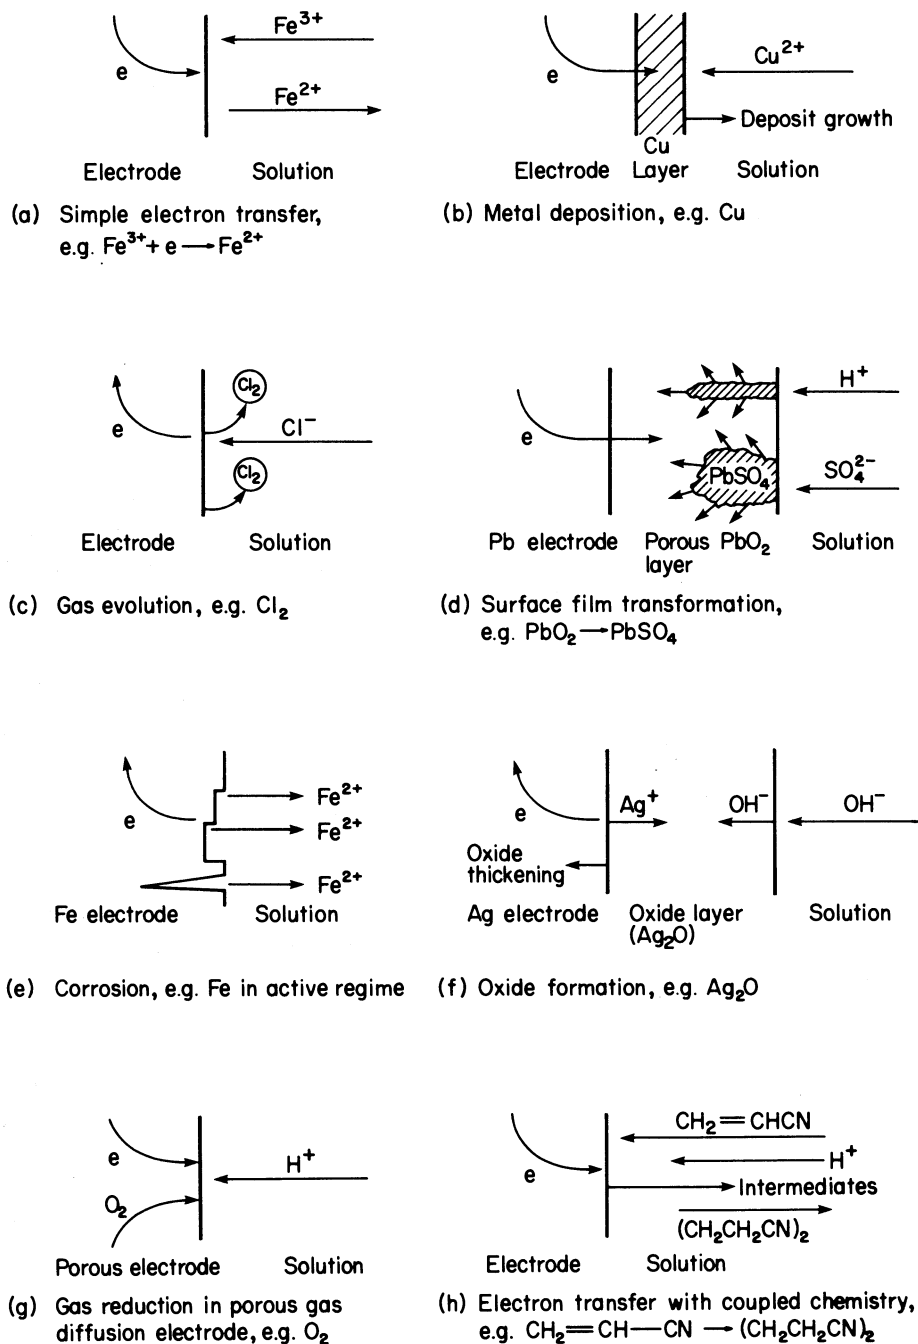 Fe³⁺
e
Fe²⁺
Electrode Solution
(a) Simple electron transfer,
e.g. Fe³⁺+ e → Fe²⁺
Cu²⁺
e
Deposit growth
Cu
Electrode Layer Solution
(b) Metal deposition, e.g. Cu
Cl₂
e
Cl⁻
Cl₂
Electrode Solution
(c) Gas evolution, e.g. Cl₂
H⁺
e
PbSO₄
SO₄²⁻
Pb electrode Porous PbO₂ Solution
layer
(d) Surface film transformation,
e.g. PbO₂ → PbSO₄
Fe²⁺
e
Fe²⁺
Fe²⁺
Fe electrode Solution
(e) Corrosion, e.g. Fe in active regime
e
Ag⁺ OH⁻ OH⁻
Oxide
thickening
Ag electrode Oxide layer Solution
(Ag₂O)
(f) Oxide formation, e.g. Ag₂O
e
H⁺
O₂
Porous electrode Solution
(g) Gas reduction in porous gas
diffusion electrode, e.g. O₂
CH₂=CHCN
H⁺
e
Intermediates
(CH₂CH₂CN)₂
Electrode Solution
(h) Electron transfer with coupled chemistry,
e.g. CH₂=CH—CN → (CH₂CH₂CN)₂